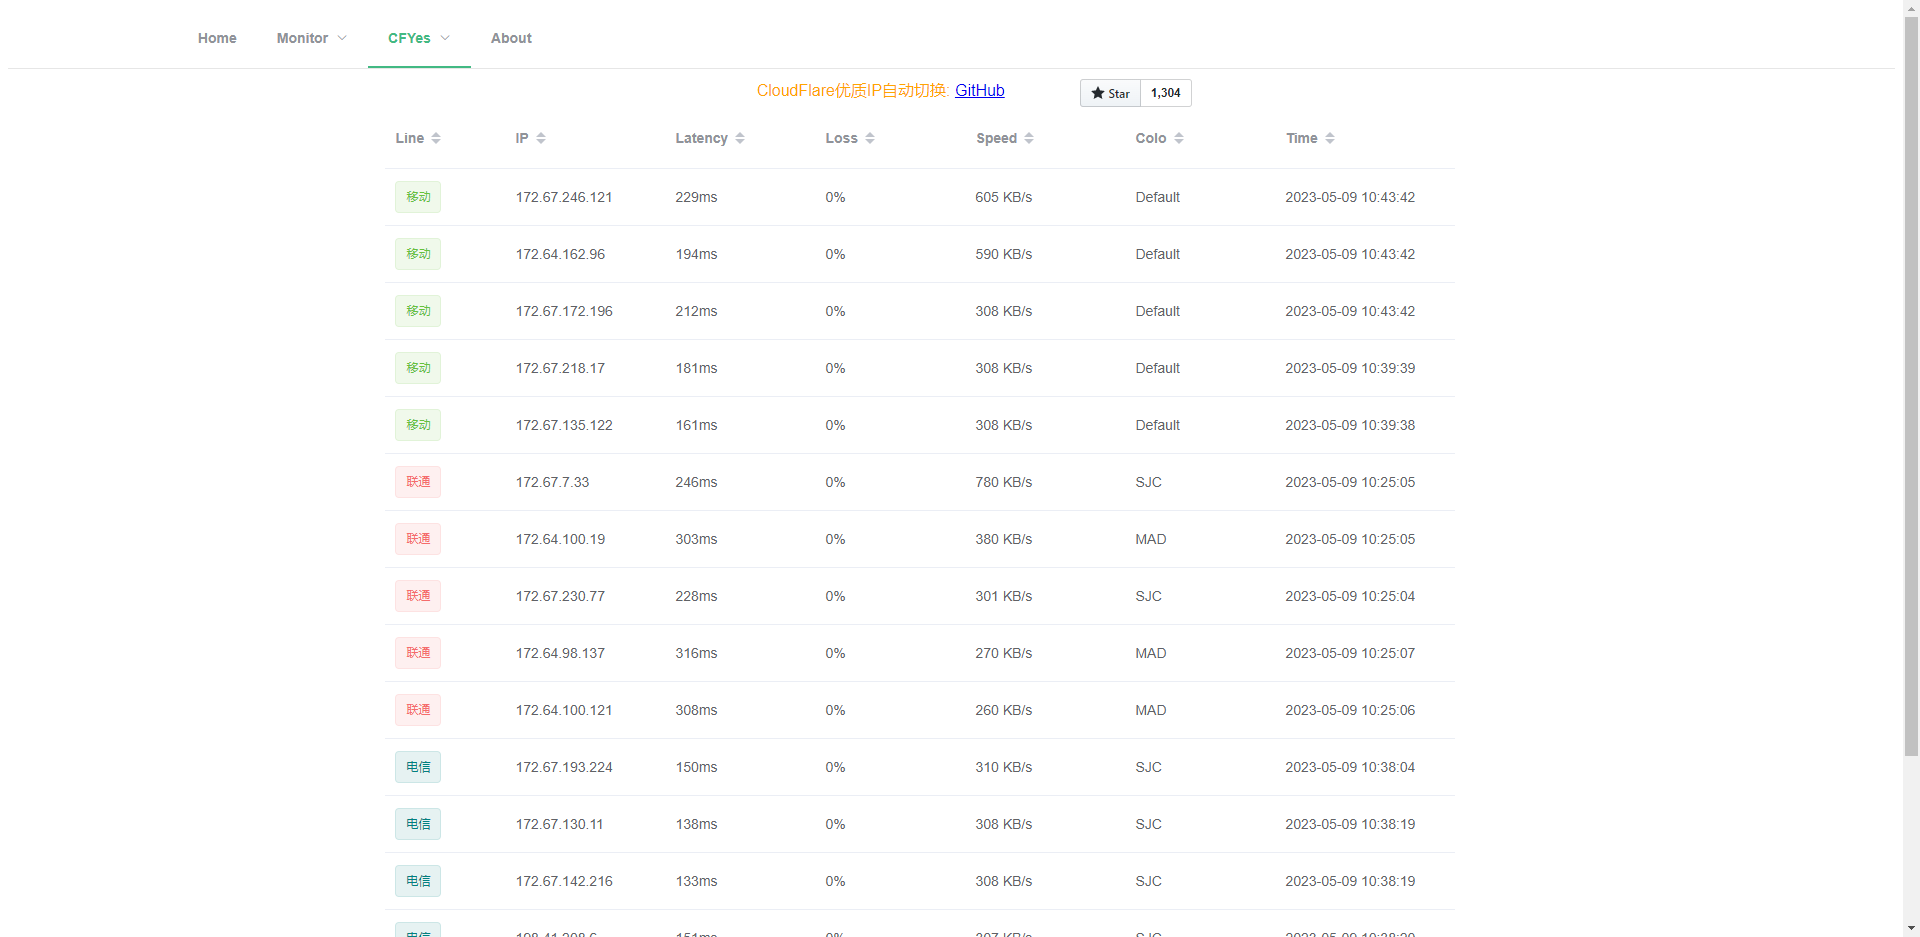 Home Monitor CFYes About
CloudFlare优质IP自动切换: GitHub Star 1,304
Line IP Latency Loss Speed Colo Time
移动 172.67.246.121 229ms 0% 605 KB/s Default 2023-05-09 10:43:42
移动 172.64.162.96 194ms 0% 590 KB/s Default 2023-05-09 10:43:42
移动 172.67.172.196 212ms 0% 308 KB/s Default 2023-05-09 10:43:42
移动 172.67.218.17 181ms 0% 308 KB/s Default 2023-05-09 10:39:39
移动 172.67.135.122 161ms 0% 308 KB/s Default 2023-05-09 10:39:38
联通 172.67.7.33 246ms 0% 780 KB/s SJC 2023-05-09 10:25:05
联通 172.64.100.19 303ms 0% 380 KB/s MAD 2023-05-09 10:25:05
联通 172.67.230.77 228ms 0% 301 KB/s SJC 2023-05-09 10:25:04
联通 172.64.98.137 316ms 0% 270 KB/s MAD 2023-05-09 10:25:07
联通 172.64.100.121 308ms 0% 260 KB/s MAD 2023-05-09 10:25:06
电信 172.67.193.224 150ms 0% 310 KB/s SJC 2023-05-09 10:38:04
电信 172.67.130.11 138ms 0% 308 KB/s SJC 2023-05-09 10:38:19
电信 172.67.142.216 133ms 0% 308 KB/s SJC 2023-05-09 10:38:19